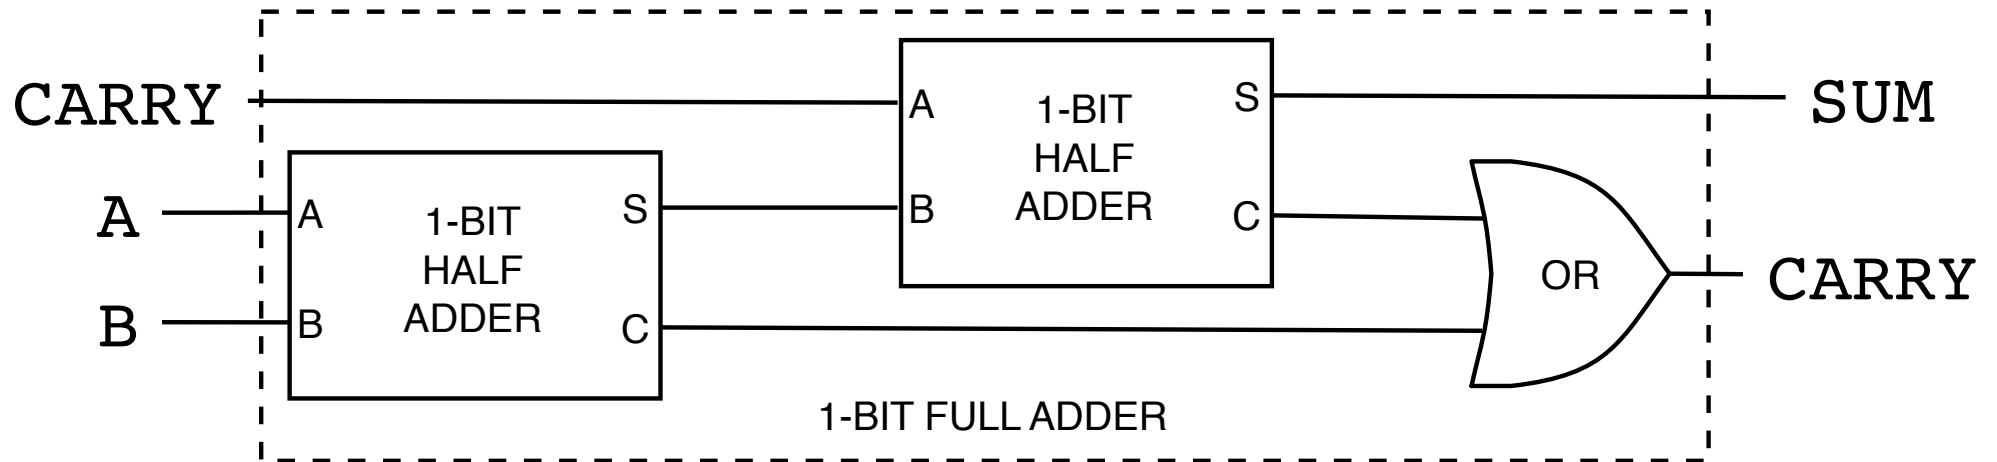 CARRY
A
B
A
B
1-BIT
HALF
ADDER
S
C
A
B
1-BIT
HALF
ADDER
S
C
OR
SUM
CARRY
1-BIT FULL ADDER